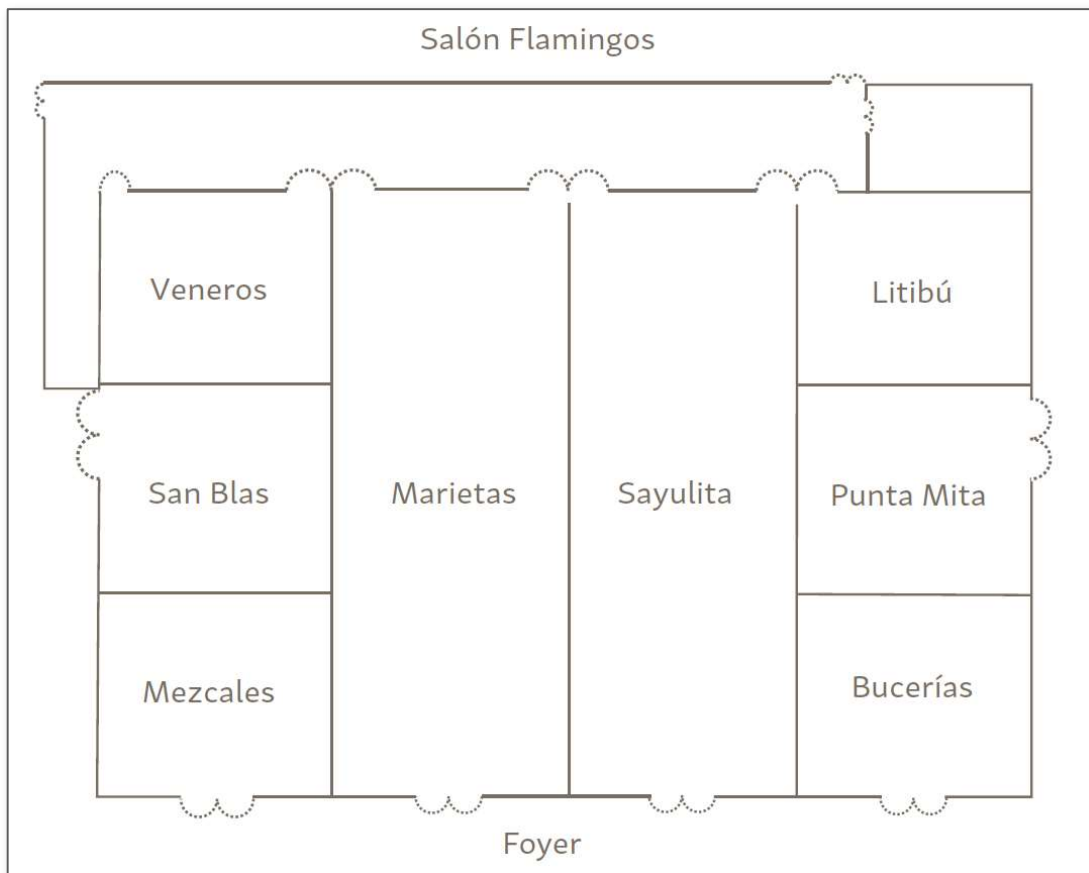 Salón Flamingos
Veneros
Litibú
San Blas
Marietas
Sayulita
Punta Mita
Mezcales
Bucerías
Foyer